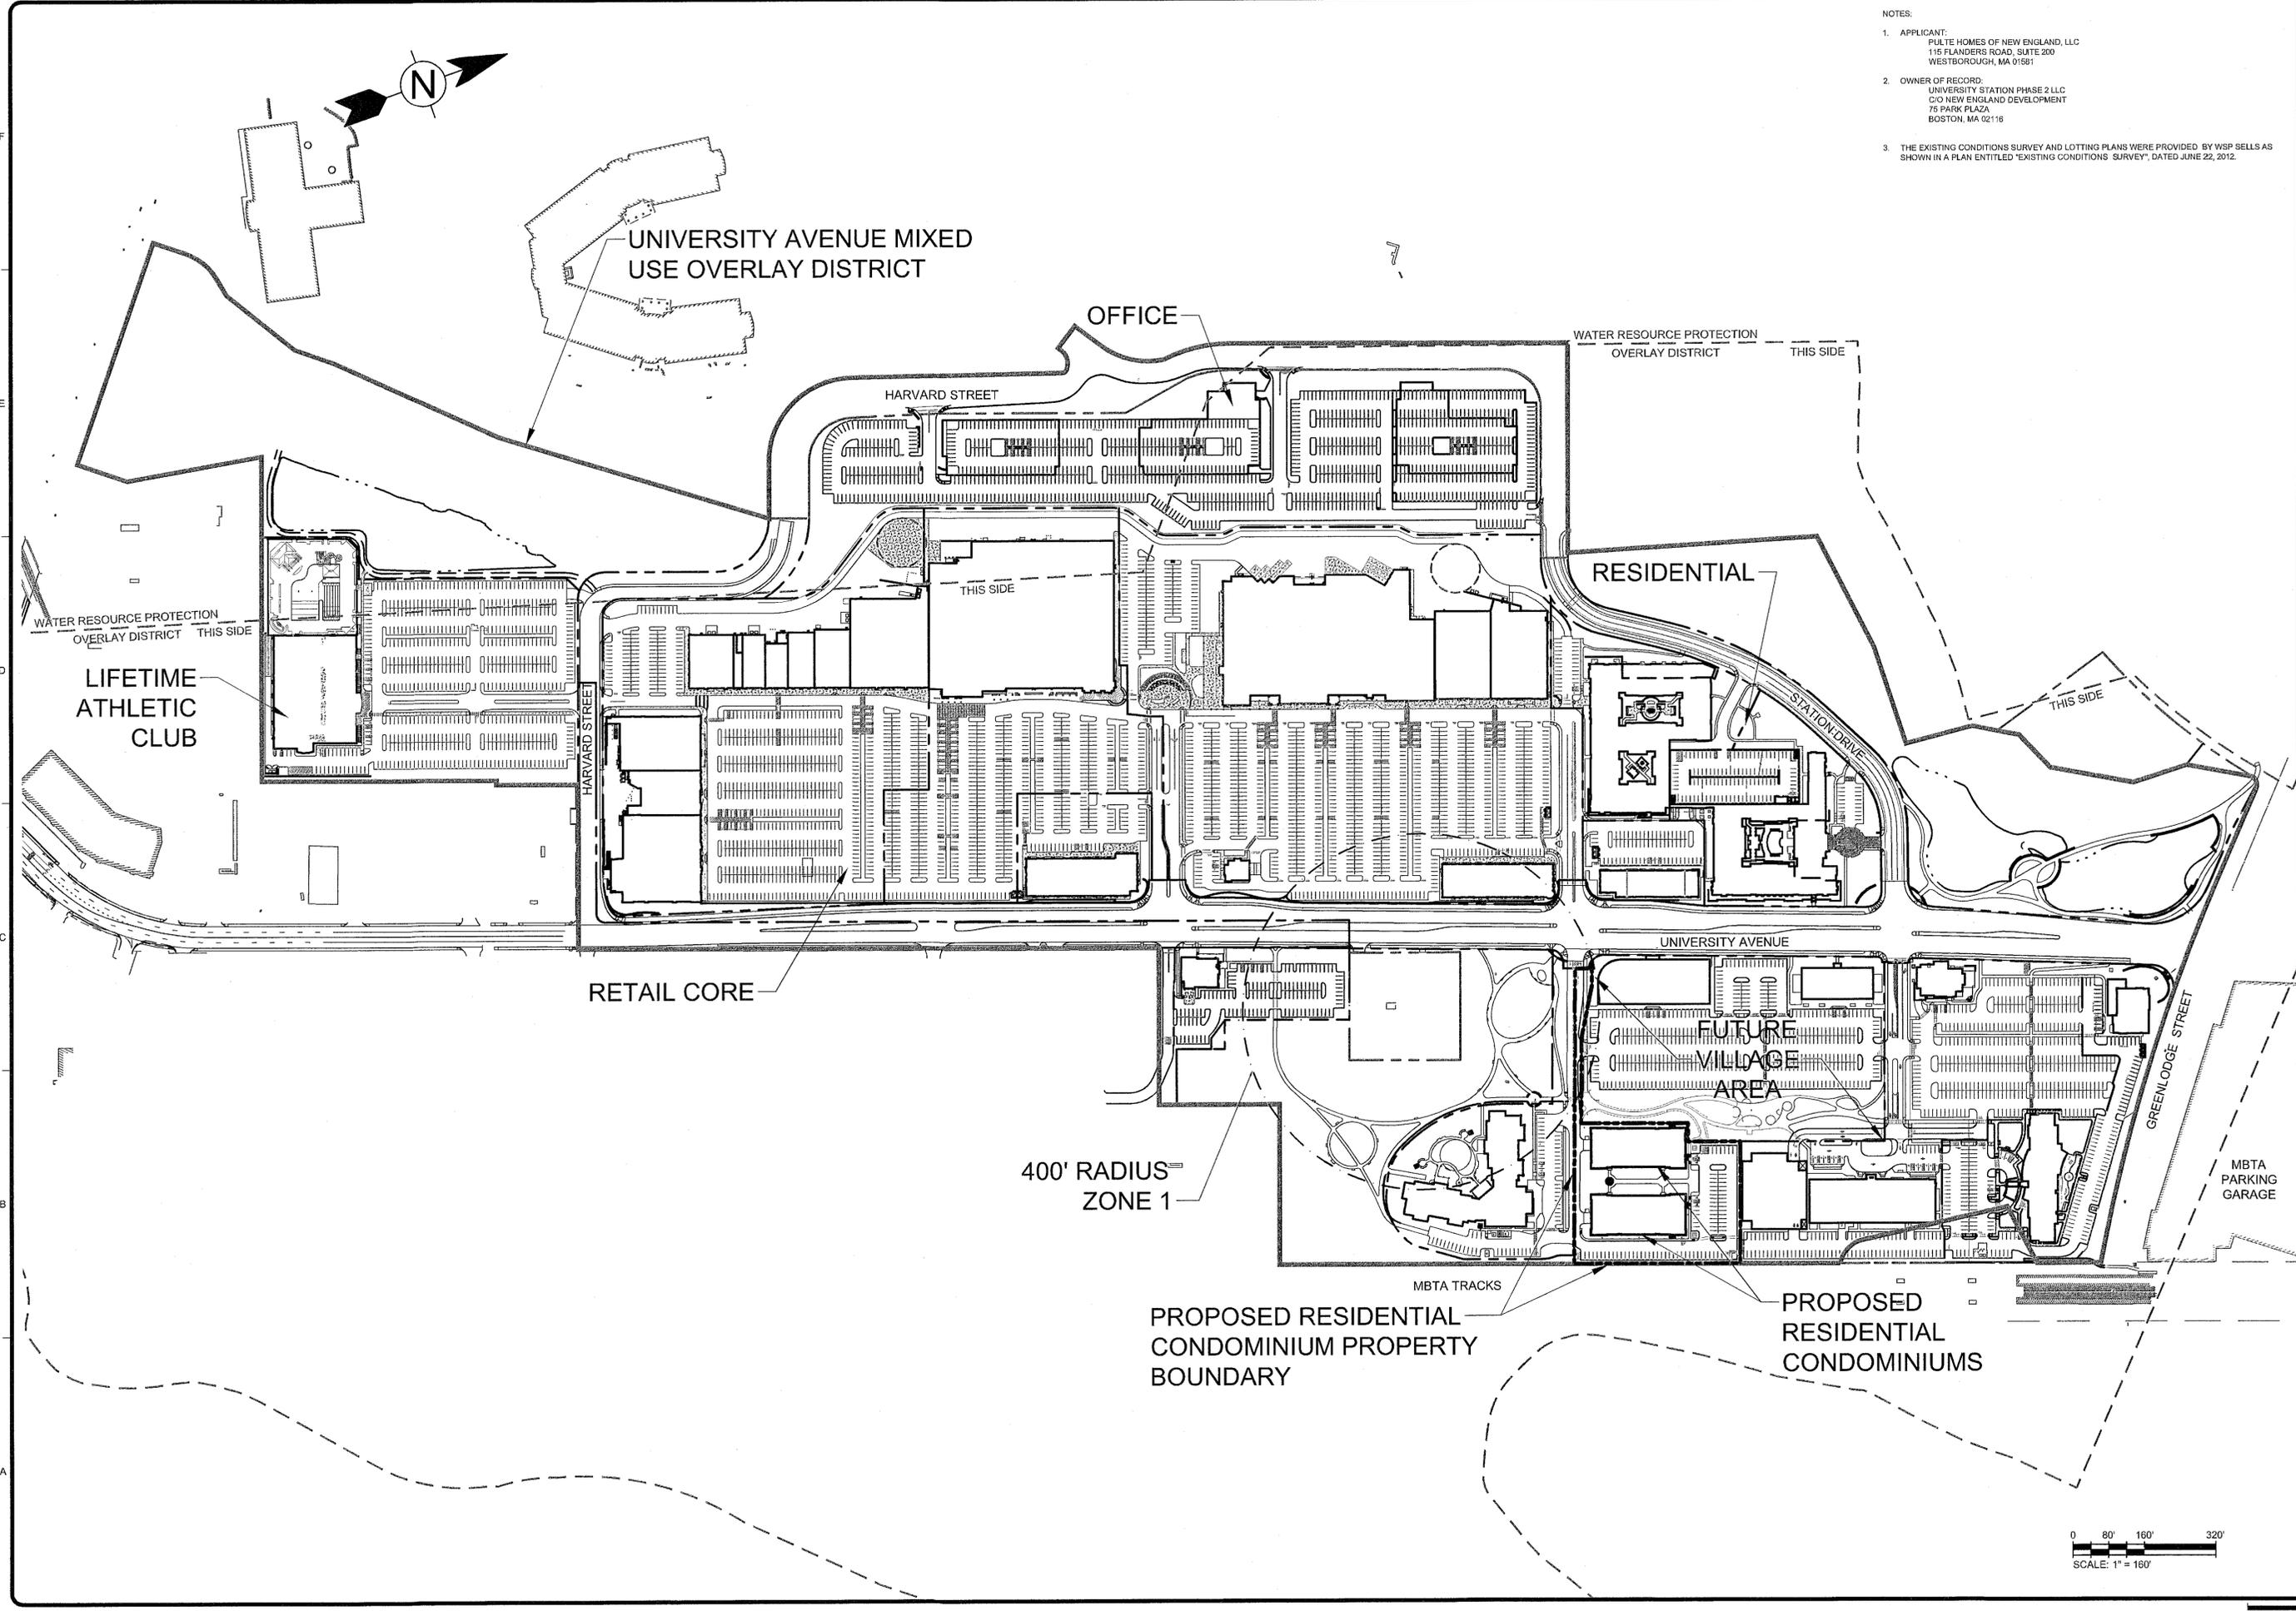 NOTES:
1. APPLICANT:
PULTE HOMES OF NEW ENGLAND, LLC
115 FLANDERS ROAD, SUITE 200
WESTBOROUGH, MA 01581
2. OWNER OF RECORD:
UNIVERSITY STATION PHASE 2 LLC
C/O NEW ENGLAND DEVELOPMENT
75 PARK PLAZA
BOSTON, MA 02116
3. THE EXISTING CONDITIONS SURVEY AND LOTTING PLANS WERE PROVIDED BY WSP SELLS AS
SHOWN IN A PLAN ENTITLED "EXISTING CONDITIONS SURVEY", DATED JUNE 22, 2012.
N
F
UNIVERSITY AVENUE MIXED
USE OVERLAY DISTRICT
OFFICE
WATER RESOURCE PROTECTION
OVERLAY DISTRICT THIS SIDE
E
HARVARD STREET
RESIDENTIAL
THIS SIDE
WATER RESOURCE PROTECTION
OVERLAY DISTRICT THIS SIDE
D
LIFETIME
ATHLETIC
CLUB
HARVARD STREET
STATION DRIVE
THIS SIDE
C
UNIVERSITY AVENUE
RETAIL CORE
FUTURE
VILLAGE
AREA
GREENLODGE STREET
400' RADIUS
ZONE 1
MBTA
PARKING
GARAGE
B
MBTA TRACKS
PROPOSED RESIDENTIAL
CONDOMINIUM PROPERTY
BOUNDARY
PROPOSED
RESIDENTIAL
CONDOMINIUMS
A
0 80' 160' 320'
SCALE: 1" = 160'